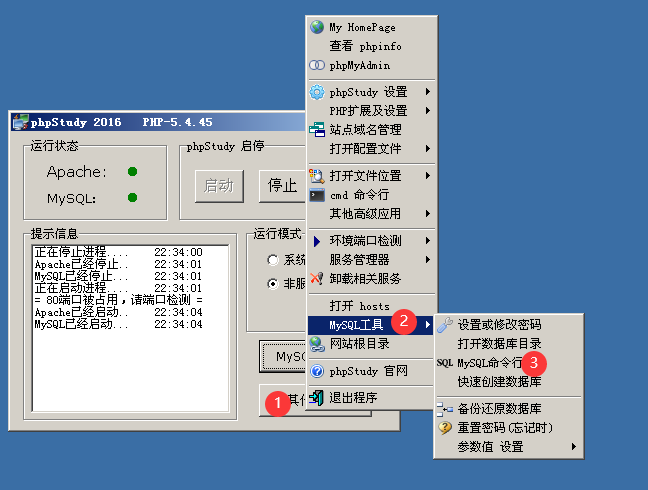 phpStudy 2016 PHP-5.4.45
运行状态
Apache:
MySQL:
phpStudy 启停
启动
停止
提示信息
正在停止进程.... 22:34:00
Apache已经停止.. 22:34:01
MySQL已经停止... 22:34:01
正在启动进程.... 22:34:01
= 80端口被占用，请端口检测 =
Apache已经启动.. 22:34:04
MySQL已经启动... 22:34:04
运行模式
系统
非服
MySQ
1
其他
My HomePage
查看 phpinfo
phpMyAdmin
phpStudy 设置
PHP扩展及设置
站点域名管理
打开配置文件
打开文件位置
cmd 命令行
其他高级应用
环境端口检测
服务管理器
卸载相关服务
打开 hosts
MySQL工具 2
网站根目录
phpStudy 官网
退出程序
设置或修改密码
打开数据库目录
SQL MySQL命令行 3
快速创建数据库
备份还原数据库
重置密码(忘记时)
参数值 设置